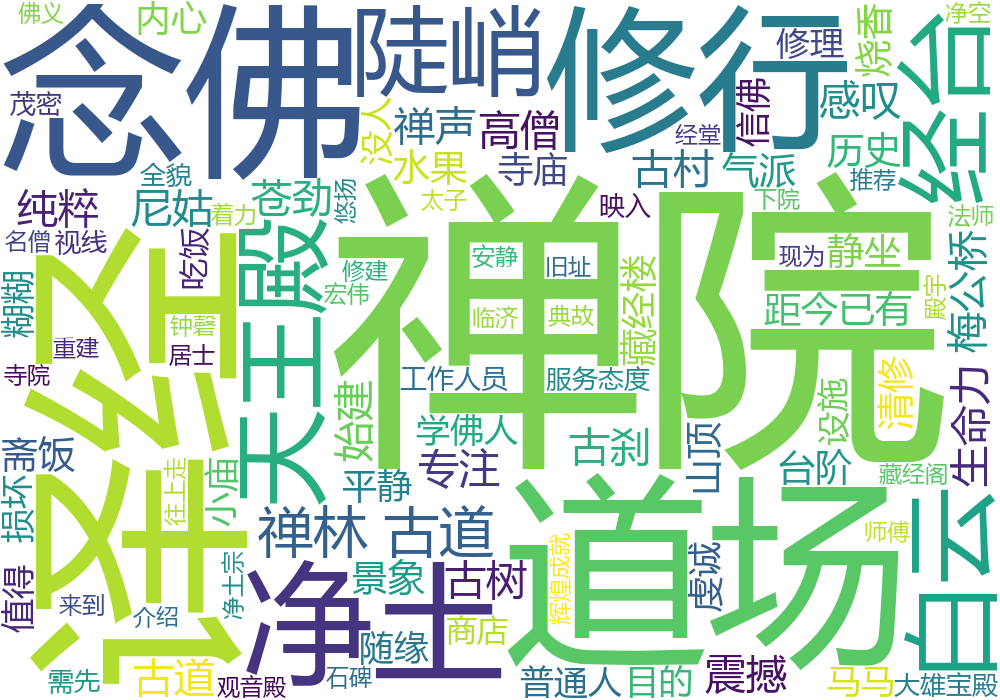 佛义
内心
念佛
陡峭
修行
修理
烧香
净空
经台
茂密
没人
禅声
高僧
经堂
信佛
感叹
全貌
水果
寺庙
古村
气派
历史
推荐
纯粹
尼姑
着力
苍劲
悠扬
太子
映入
下院
法师
名僧
视线
吃饭
天王殿
禅院
安静
旧址
藏经楼
现为
静坐
梅公桥
糊糊
讲经
修建
宏伟
临济
典故
距今已有
殿宇
钟磬
重建
居士
寺院
始建
工作人员
服务态度
设施
清修
生命力
斋饭
往上走
小庙
学佛人
古刹
山顶
台阶
藏经阁
专注
平静
损坏
禅林
古道
道场
白云
师傅
值得
来到
介绍
净土宗
净土
景象
古树
辉煌成就
虔诚
随缘
商店
需先
古道
观音殿
石碑
普通人
目的
震撼
马马
大雄宝殿